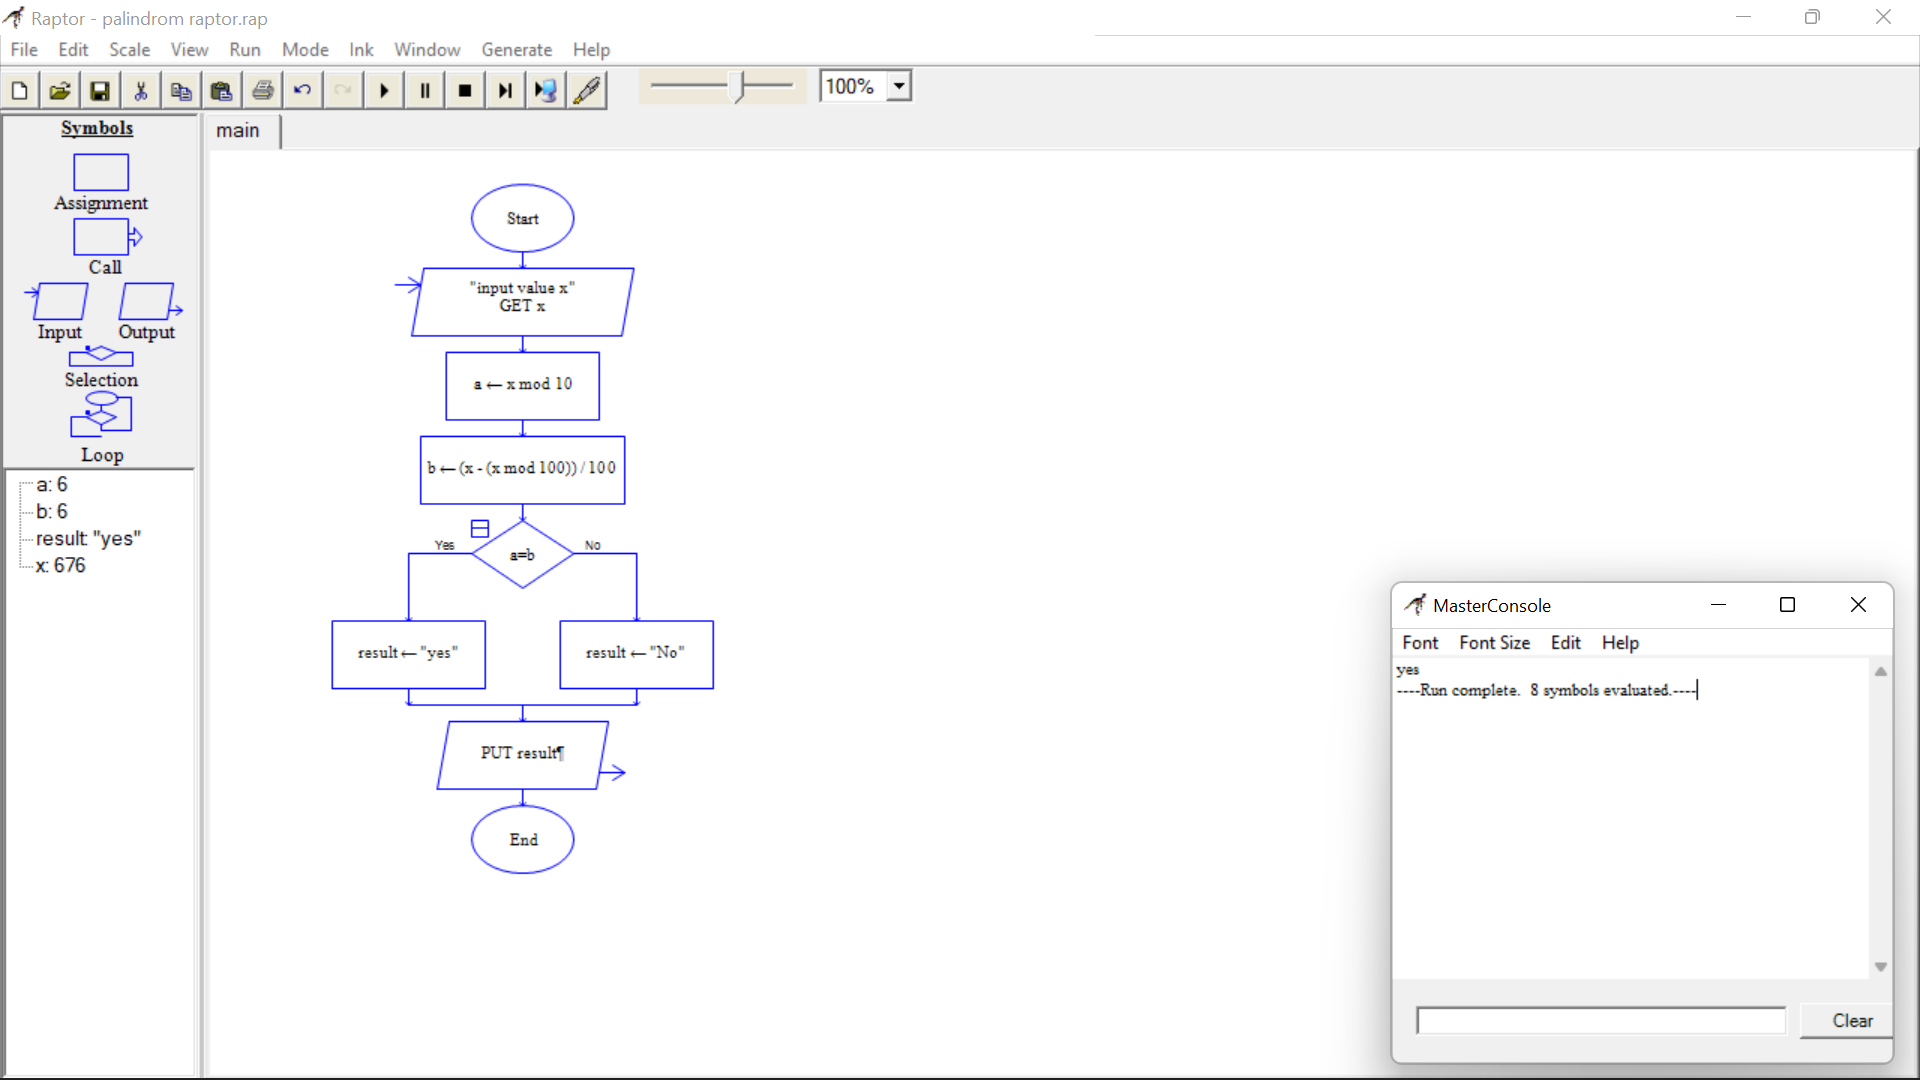 Raptor - palindrom raptor.rap
File Edit Scale View Run Mode Ink Window Generate Help
100%
Symbols
Assignment
Call
Input Output
Selection
Loop
a: 6
b: 6
result: "yes"
x: 676
main
Start
"input value x"
GET x
a ← x mod 10
b ← (x - (x mod 100)) / 100
Yes No
a=b
result ← "yes" result ← "No"
PUT result¶
End
MasterConsole
Font Font Size Edit Help
yes
----Run complete. 8 symbols evaluated.----
Clear